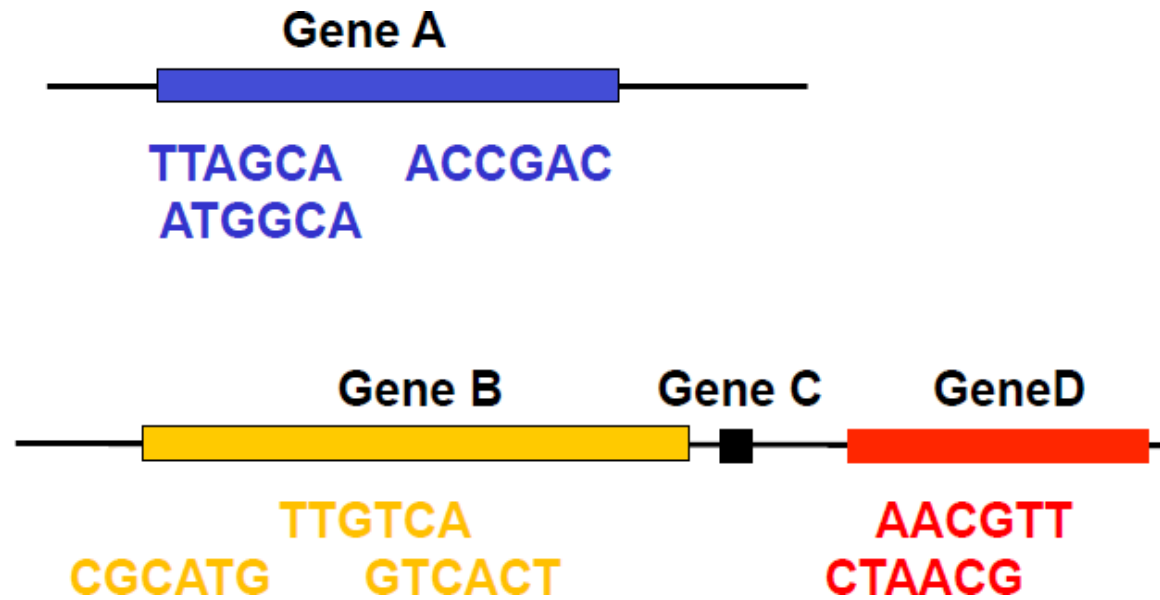 Gene A
TTAGCA ACCGAC
ATGGCA
Gene B Gene C GeneD
TTGTCA AACGTT
CGCATG GTCACT CTAACG